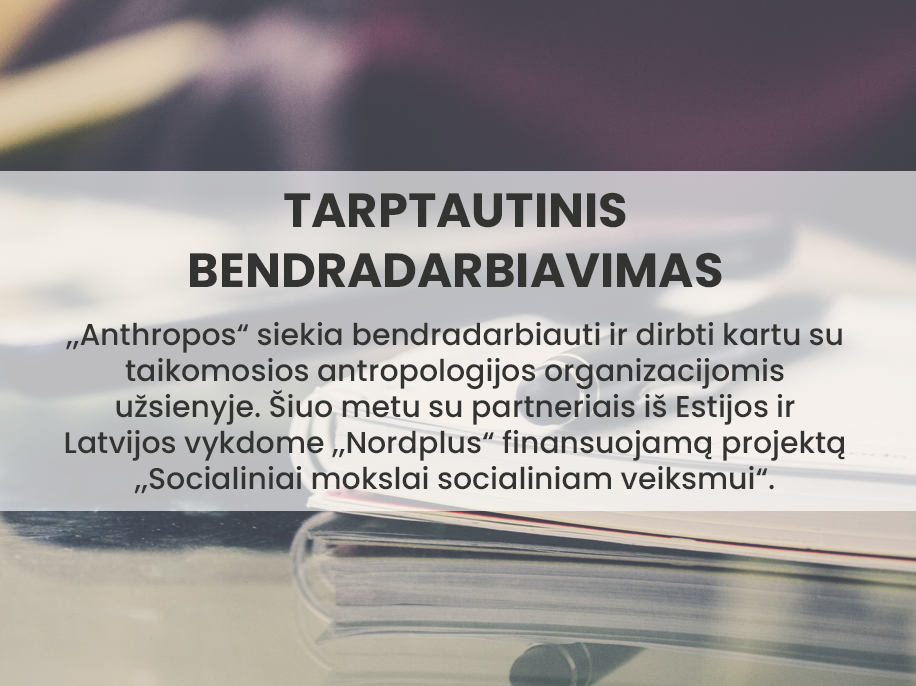 TARPTAUTINIS
BENDRADARBIAVIMAS
,,Anthropos“ siekia bendradarbiauti ir dirbti kartu su
taikomosios antropologijos organizacijomis
užsienyje. Šiuo metu su partneriais iš Estijos ir
Latvijos vykdome ,,Nordplus“ finansuojamą projektą
,,Socialiniai mokslai socialiniam veiksmui“.